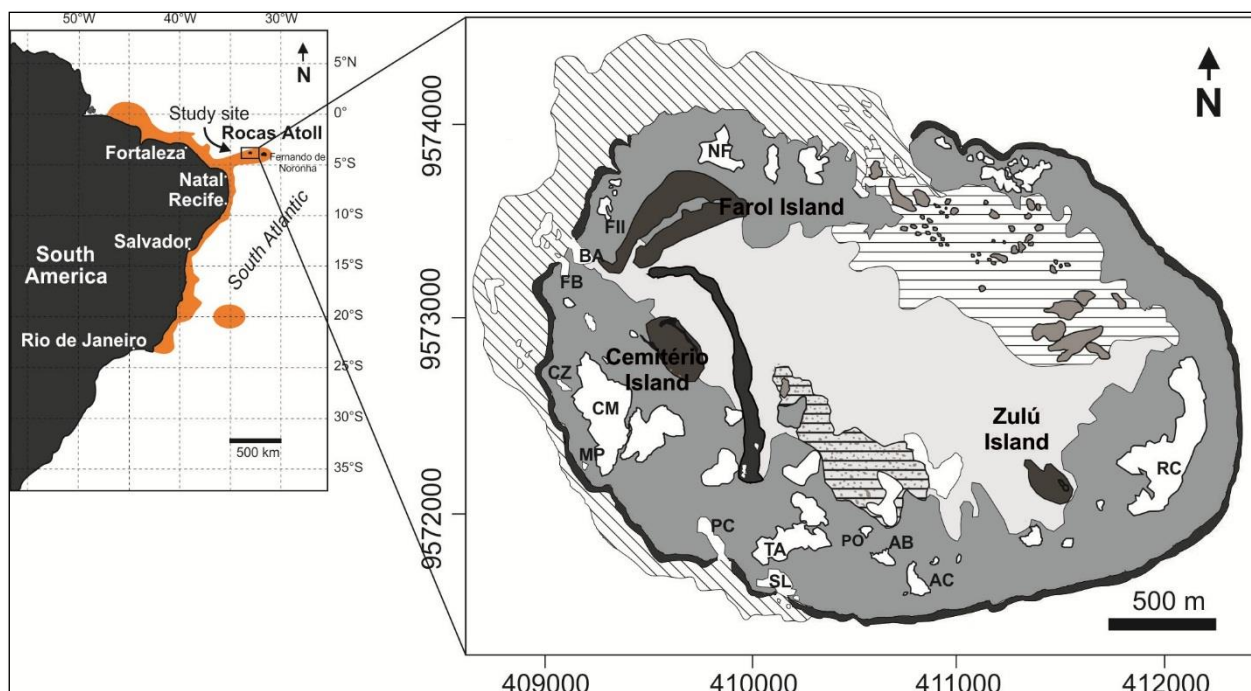 50°W 40°W 30°W
N
5°N
Study site
0°
Rocas Atoll
Fortaleza
Fernando de
Noronha
5°S
Natal
Recife
10°S
South Atlantic
Salvador
15°S
South
America
20°S
Rio de Janeiro
25°S
30°S
500 km
35°S
9574000
9573000
9572000
N
NF
Farol Island
FII
BA
FB
Cemitério
Island
CZ
CM
Zulú
Island
MP
RC
PC
PO
AB
TA
SL
AC
500 m
409000 410000 411000 412000